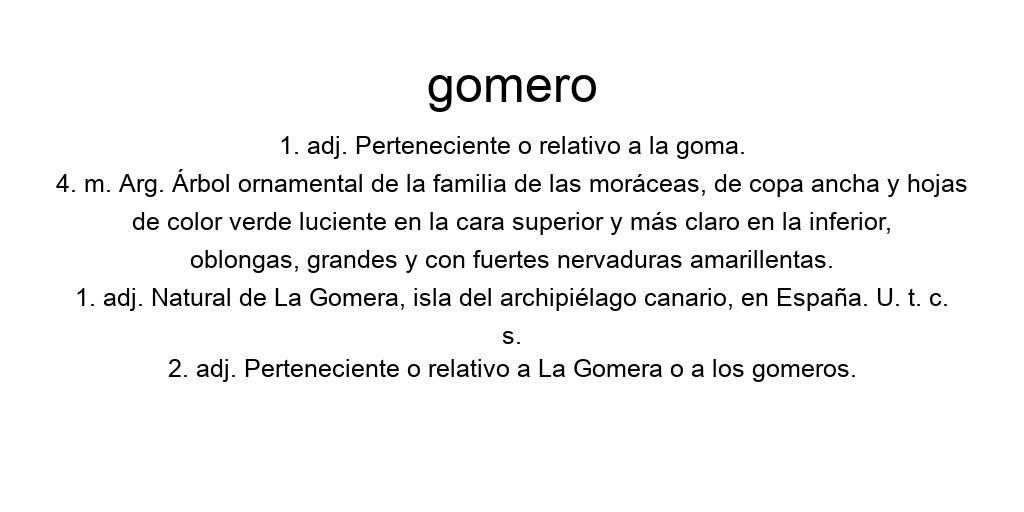 gomero
1. adj. Perteneciente o relativo a la goma.
4. m. Arg. Árbol ornamental de la familia de las moráceas, de copa ancha y hojas
de color verde luciente en la cara superior y más claro en la inferior,
oblongas, grandes y con fuertes nervaduras amarillentas.
1. adj. Natural de La Gomera, isla del archipiélago canario, en España. U. t. c.
s.
2. adj. Perteneciente o relativo a La Gomera o a los gomeros.